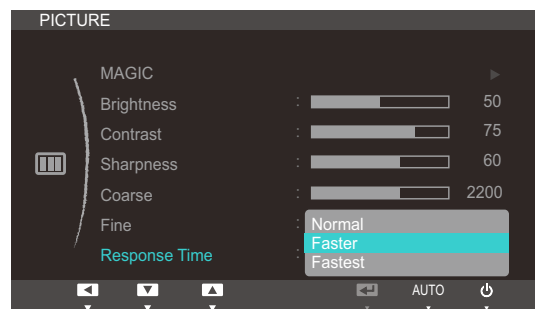 PICTURE
MAGIC
Brightness : 50
Contrast : 75
Sharpness : 60
Coarse : 2200
Fine : Normal
Faster
Response Time :
Fastest
AUTO